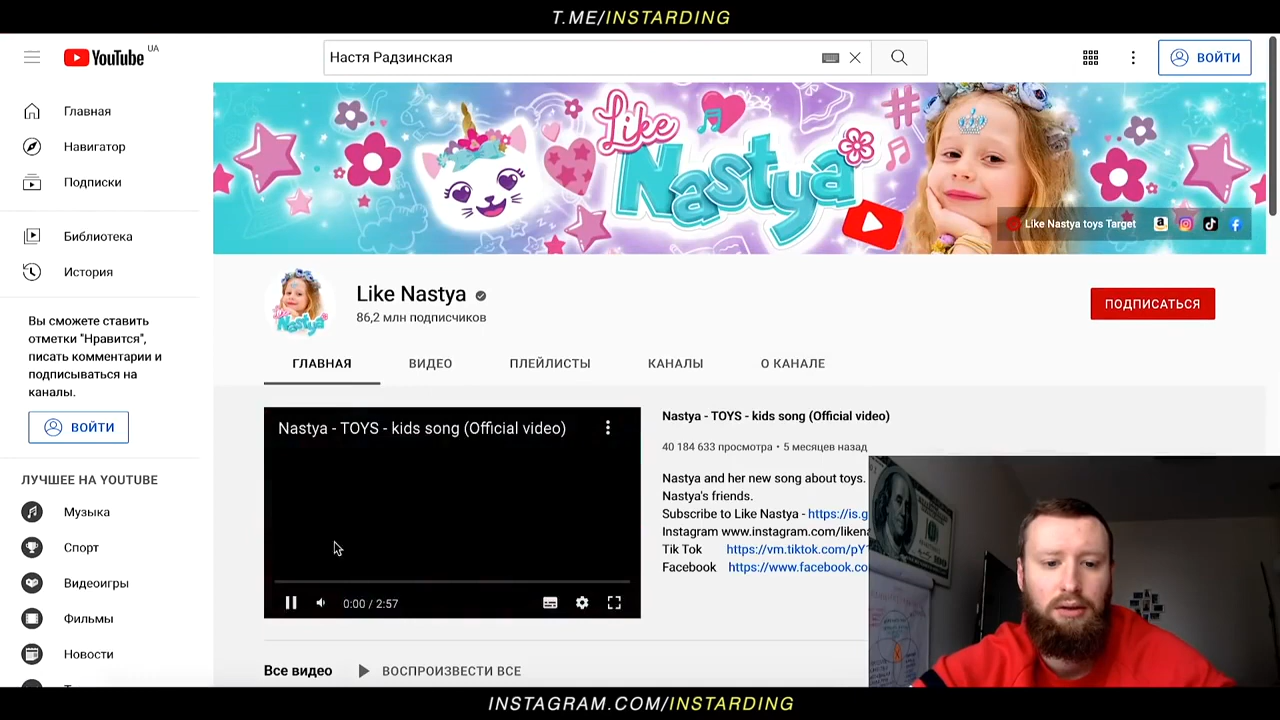 T.ME/INSTARDING
YouTube UA
Настя Радзинская
ВОЙТИ
Главная
Навигатор
Подписки
Библиотека
История
Вы сможете ставить
отметки "Нравится",
писать комментарии и
подписываться на
каналы.
ВОЙТИ
ЛУЧШЕЕ НА YOUTUBE
Музыка
Спорт
Видеоигры
Фильмы
Новости
Like
Nastya
Like Nastya toys Target
Like Nastya
86,2 млн подписчиков
ПОДПИСАТЬСЯ
ГЛАВНАЯ
ВИДЕО
ПЛЕЙЛИСТЫ
КАНАЛЫ
О КАНАЛЕ
Nastya - TOYS - kids song (Official video)
0:00 / 2:57
Nastya - TOYS - kids song (Official video)
40 184 633 просмотра • 5 месяцев назад
Nastya and her new song about toys.
Nastya's friends.
Subscribe to Like Nastya - https://is.g
Instagram www.instagram.com/liken
Tik Tok https://vm.tiktok.com/pY
Facebook https://www.facebook.co
Все видео
ВОСПРОИЗВЕСТИ ВСЕ
INSTAGRAM.COM/INSTARDING